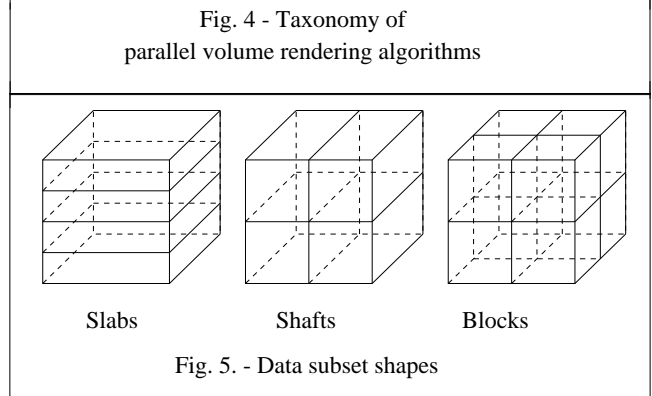 Fig. 4 - Taxonomy of
parallel volume rendering algorithms
Slabs
Shafts
Blocks
Fig. 5. - Data subset shapes